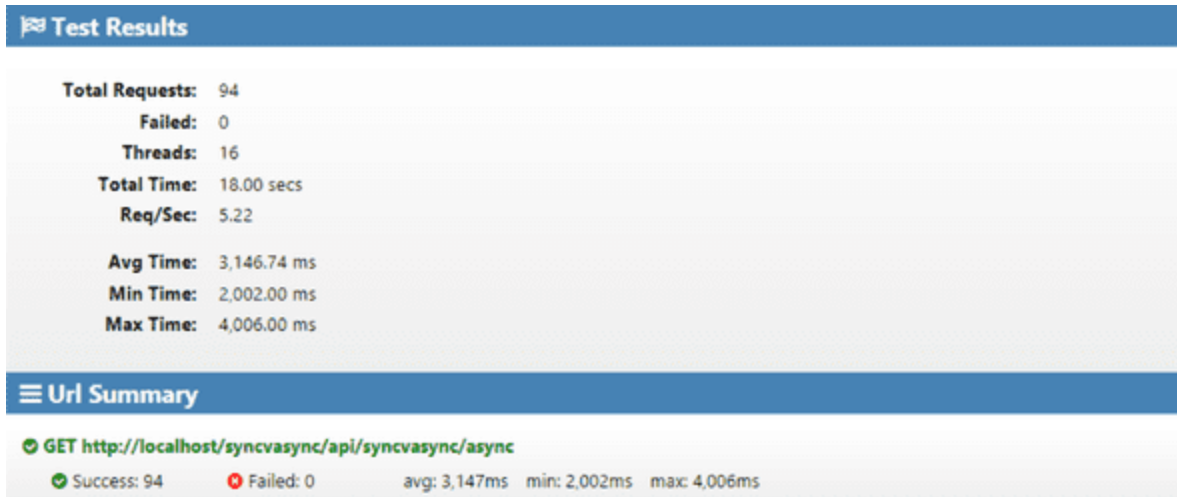 Test Results
Total Requests: 94
Failed: 0
Threads: 16
Total Time: 18.00 secs
Req/Sec: 5.22
Avg Time: 3,146.74 ms
Min Time: 2,002.00 ms
Max Time: 4,006.00 ms
Url Summary
GET http://localhost/syncvasync/api/syncvasync/async
Success: 94 Failed: 0 avg: 3,147ms min: 2,002ms max: 4,006ms